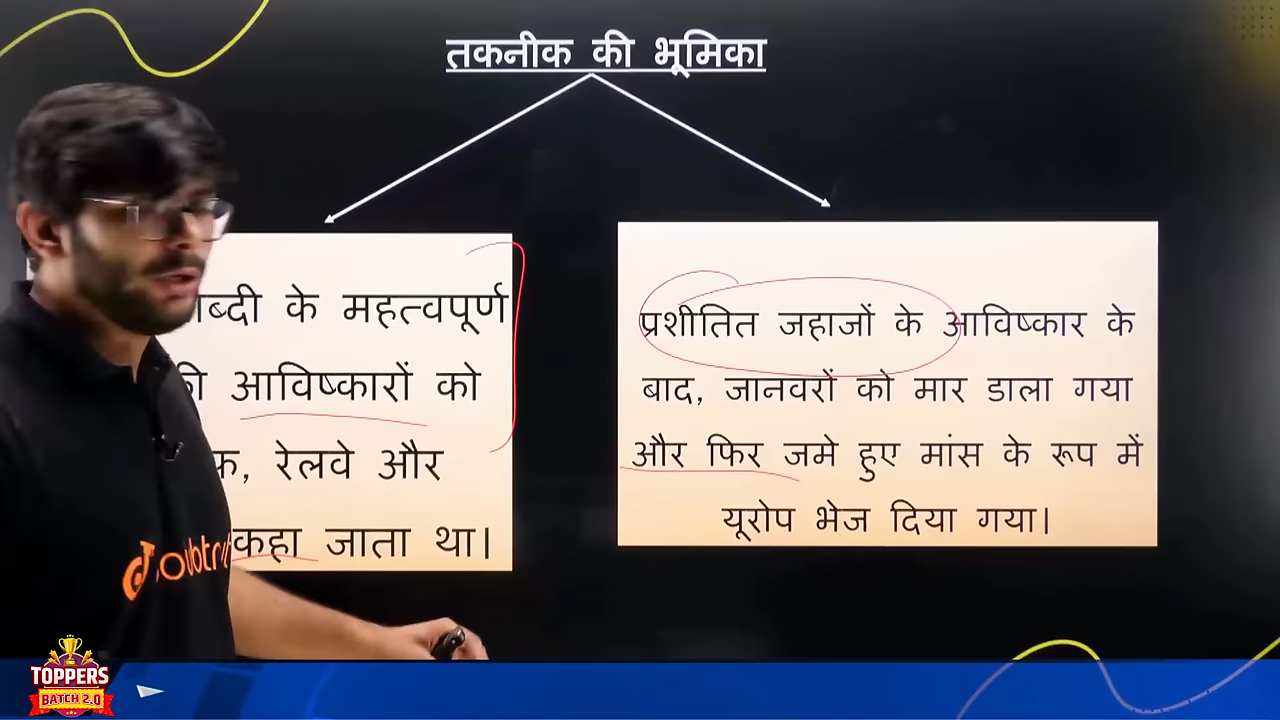 तकनीक की भूमिका
के महत्वपूर्ण
आविष्कारों को
रेलवे और
कहा जाता था।
प्रशीतित जहाजों के आविष्कार के
बाद, जानवरों को मार डाला गया
और फिर जमे हुए मांस के रूप में
यूरोप भेज दिया गया।
TOPPERS
BATCH 2.0